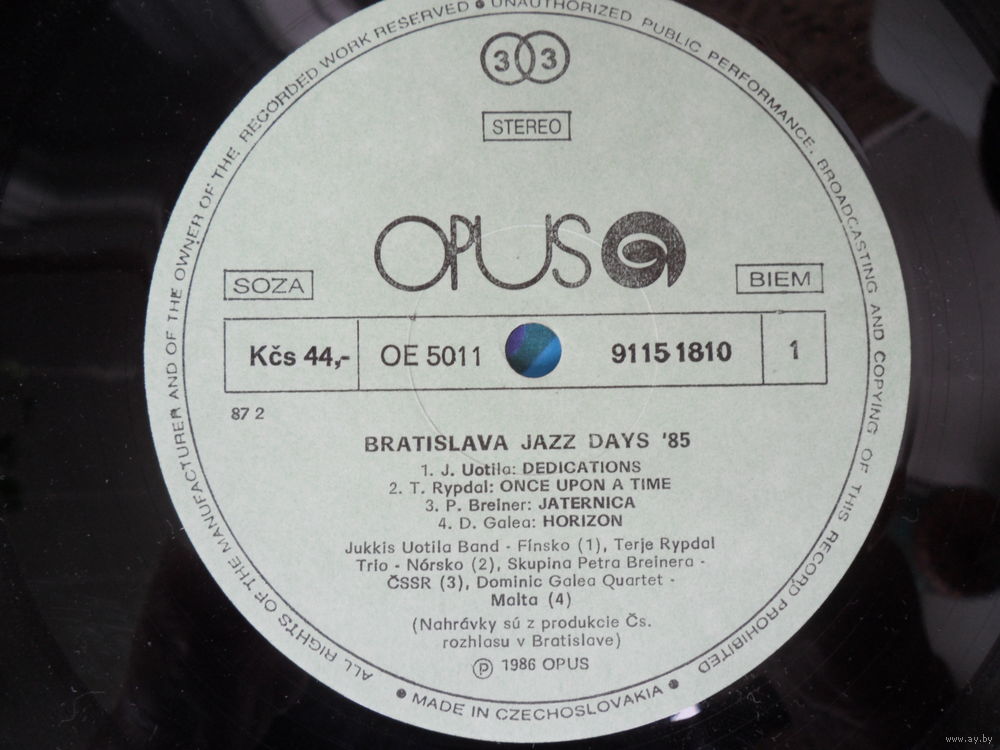 ALL RIGHTS OF THE MANUFACTURER AND OF THE OWNER OF THE RECORDED WORK RESERVED • UNAUTHORIZED PUBLIC PERFORMANCE, BROADCASTING AND COPYING OF THIS RECORD PROHIBITED
33
STEREO
OPUS
SOZA
BIEM
Kčs 44,- OE 5011 9115 1810 1
87 2
BRATISLAVA JAZZ DAYS '85
1. J. Uotila: DEDICATIONS
2. T. Rypdal: ONCE UPON A TIME
3. P. Breiner: JATERNICA
4. D. Galea: HORIZON
Jukkis Uotila Band - Fínsko (1), Terje Rypdal
Trio - Nórsko (2), Skupina Petra Breinera -
ČSSR (3), Dominic Galea Quartet -
Malta (4)
(Nahrávky sú z produkcie Čs.
rozhlasu v Bratislave)
Ⓟ 1986 OPUS
• MADE IN CZECHOSLOVAKIA •
www.ay.by